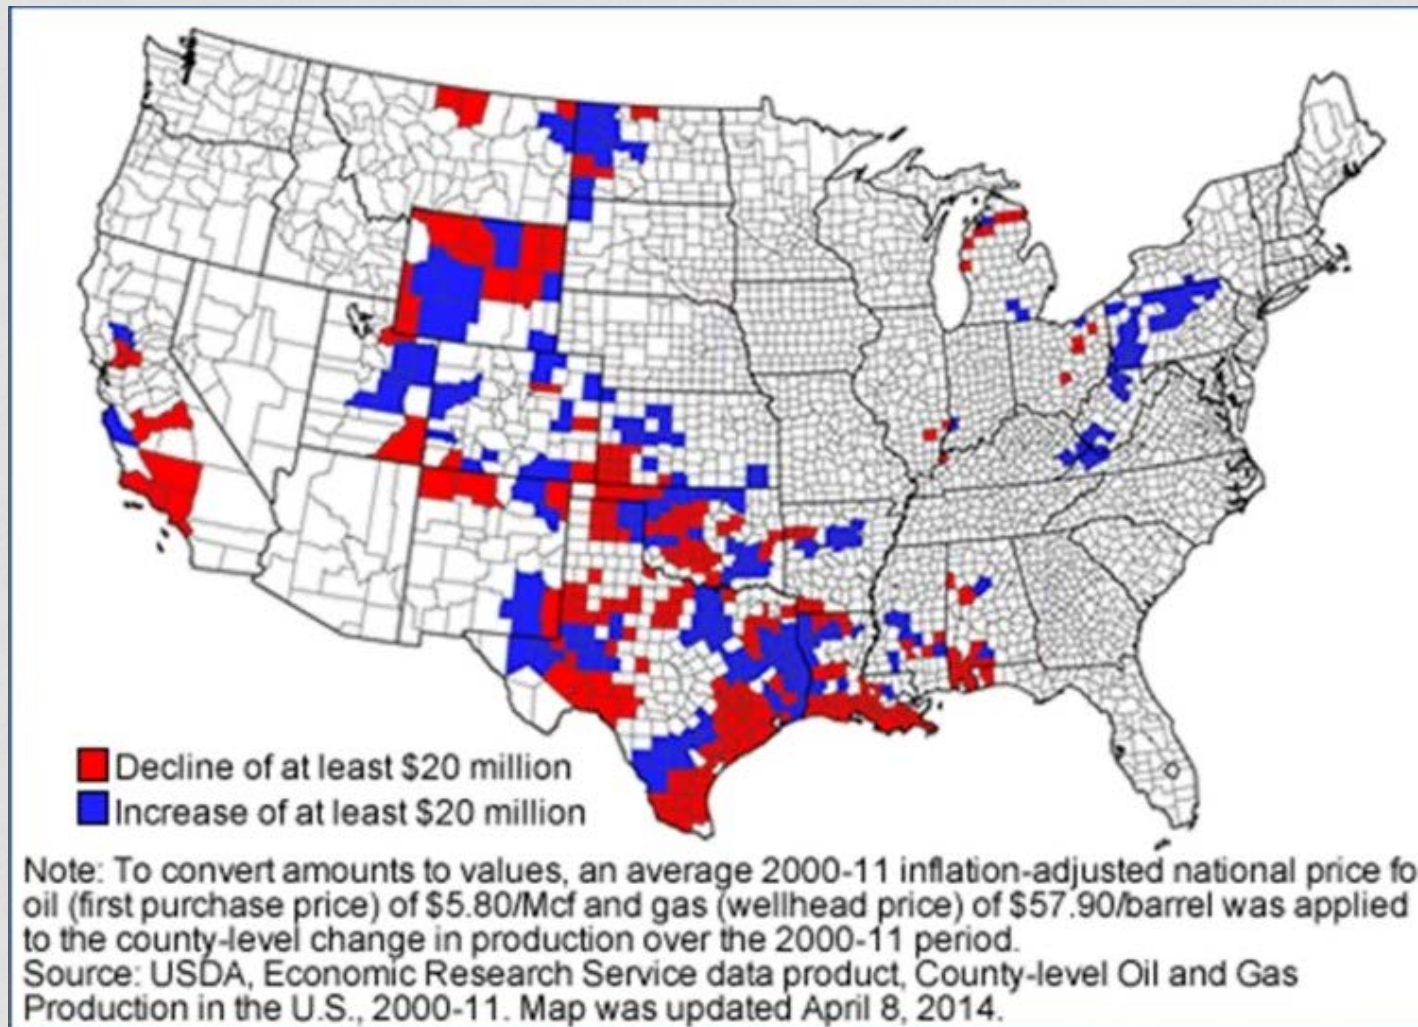 Decline of at least $20 million
Increase of at least $20 million
Note: To convert amounts to values, an average 2000-11 inflation-adjusted national price fo
oil (first purchase price) of $5.80/Mcf and gas (wellhead price) of $57.90/barrel was applied
to the county-level change in production over the 2000-11 period.
Source: USDA, Economic Research Service data product, County-level Oil and Gas
Production in the U.S., 2000-11. Map was updated April 8, 2014.